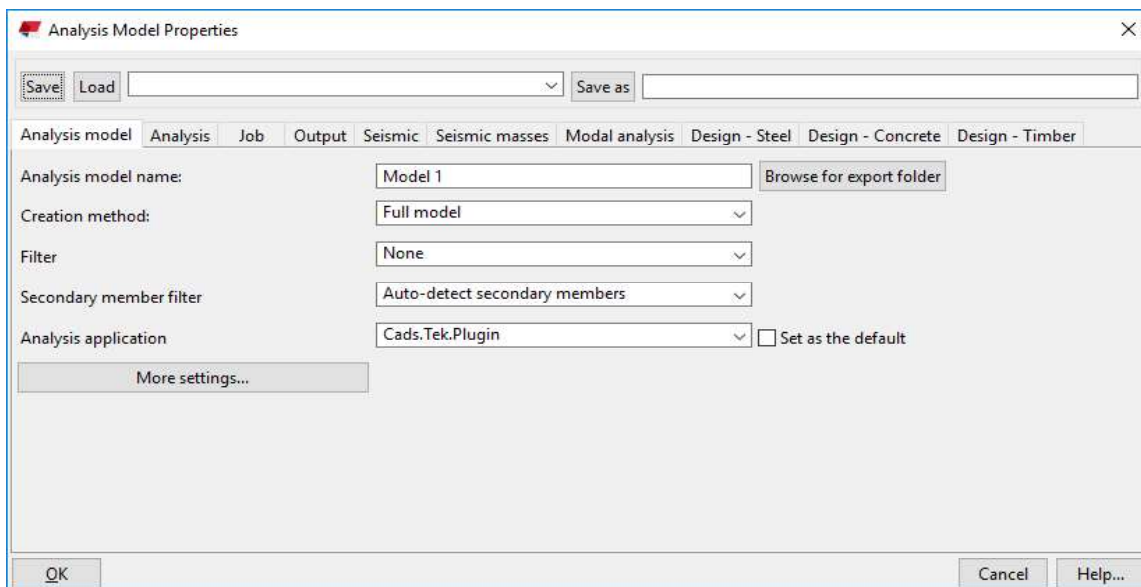 Analysis Model Properties
Save Load Save as
Analysis model Analysis Job Output Seismic Seismic masses Modal analysis Design - Steel Design - Concrete Design - Timber
Analysis model name: Model 1 Browse for export folder
Creation method: Full model
Filter None
Secondary member filter Auto-detect secondary members
Analysis application Cads.Tek.Plugin Set as the default
More settings...
OK Cancel Help...